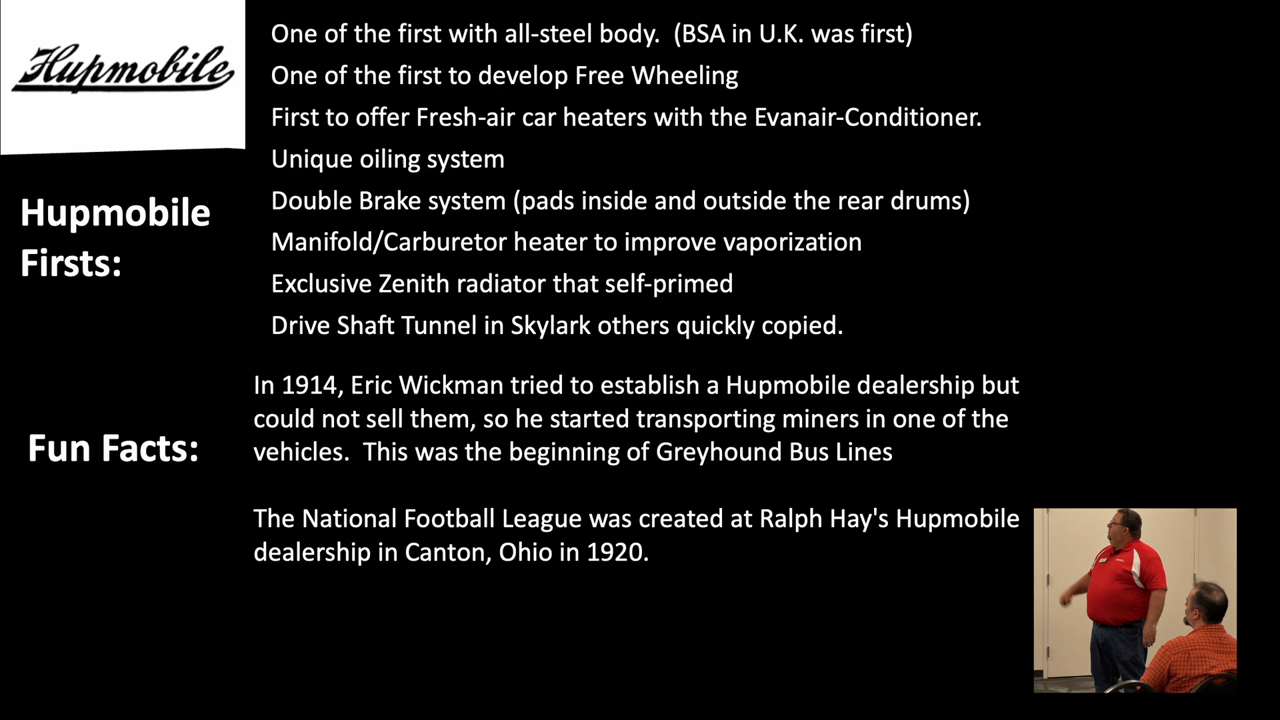 Hupmobile
One of the first with all-steel body.  (BSA in U.K. was first)
One of the first to develop Free Wheeling
First to offer Fresh-air car heaters with the Evanair-Conditioner.
Unique oiling system
Double Brake system (pads inside and outside the rear drums)
Manifold/Carburetor heater to improve vaporization
Exclusive Zenith radiator that self-primed
Drive Shaft Tunnel in Skylark others quickly copied.
Hupmobile
Firsts:
In 1914, Eric Wickman tried to establish a Hupmobile dealership but
could not sell them, so he started transporting miners in one of the
vehicles.  This was the beginning of Greyhound Bus Lines
Fun Facts:
The National Football League was created at Ralph Hay's Hupmobile
dealership in Canton, Ohio in 1920.